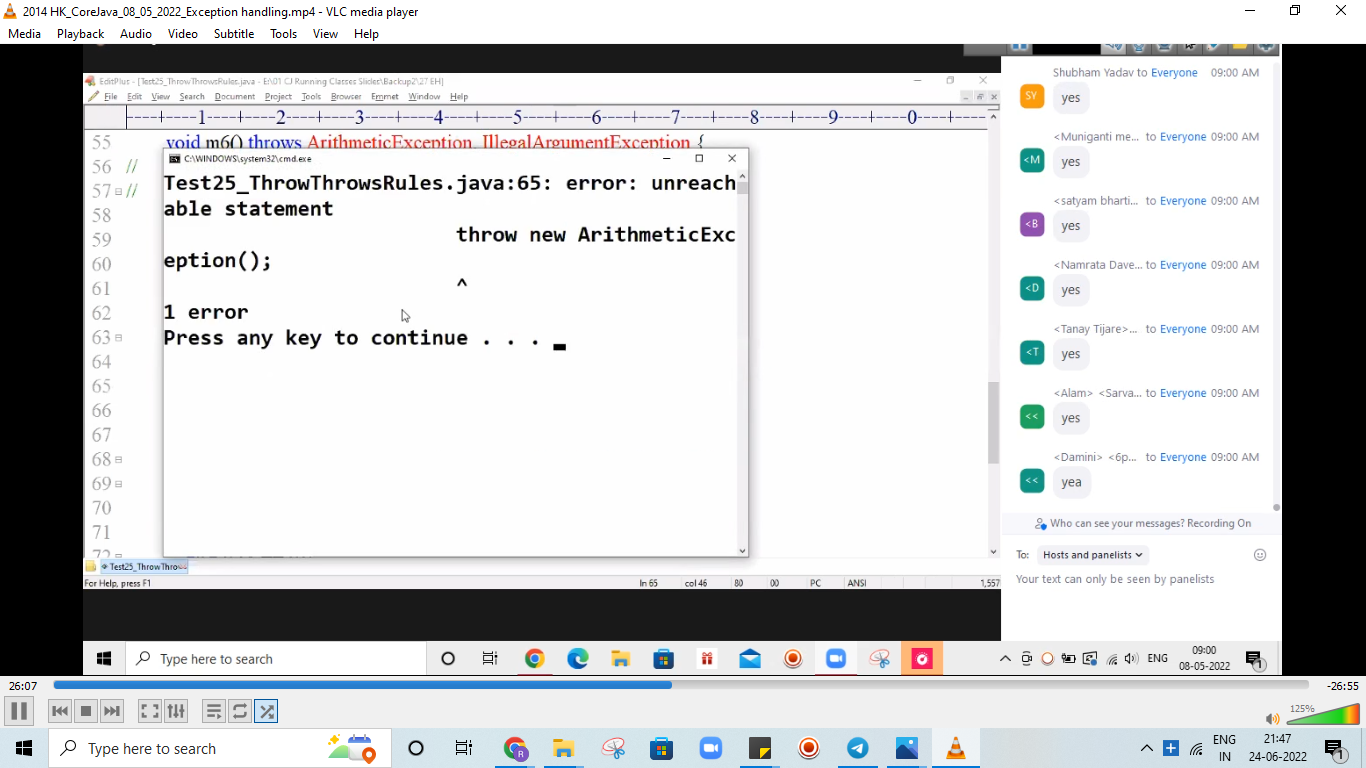 2014 HK_CoreJava_08_05_2022_Exception handling.mp4 - VLC media player
Media Playback Audio Video Subtitle Tools View Help
EditPlus - [Test25_ThrowThrowsRules.java - E:\01 CJ Running Classes Slides\Backup2\27 EH]
File Edit View Search Document Project Tools Browser Emmet Window Help
----+----1----+----2----+----3----+----4----+----5----+----6----+----7----+----8----+----9----+----0----+----
55 void m6() throws ArithmeticException, IllegalArgumentException {
56 //
57 //
58
59
60
61
62
63
64
65
66
67
68
69
70
71
72
C:\WINDOWS\system32\cmd.exe
Test25_ThrowThrowsRules.java:65: error: unreach
able statement
throw new ArithmeticExc
eption();
^
1 error
Press any key to continue . . .
Test25_ThrowThro
For Help, press F1 ln 65 col 46 80 00 PC ANSI 1,557
Shubham Yadav to Everyone 09:00 AM
SY yes
<Muniganti me... to Everyone 09:00 AM
<M yes
<satyam bharti... to Everyone 09:00 AM
<B yes
<Namrata Dave... to Everyone 09:00 AM
<D yes
<Tanay Tijare>... to Everyone 09:00 AM
<T yes
<Alam> <Sarva... to Everyone 09:00 AM
<< yes
<Damini> <6p... to Everyone 09:00 AM
<< yea
Who can see your messages? Recording On
To: Hosts and panelists
Your text can only be seen by panelists
Type here to search
ENG
09:00
08-05-2022
1
26:07 -26:55
125%
Type here to search
R
ENG
IN
21:47
24-06-2022
1